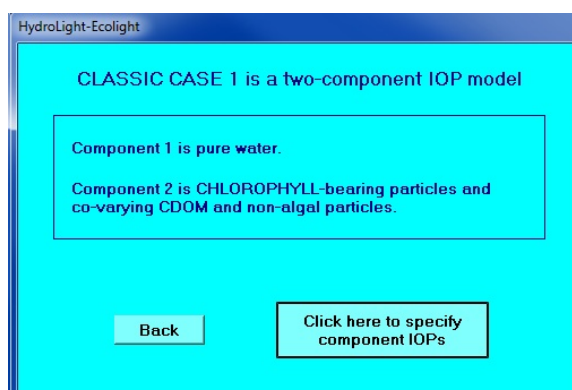 HydroLight-Ecolight
CLASSIC CASE 1 is a two-component IOP model
Component 1 is pure water.
Component 2 is CHLOROPHYLL-bearing particles and
co-varying CDOM and non-algal particles.
Back
Click here to specify
component IOPs